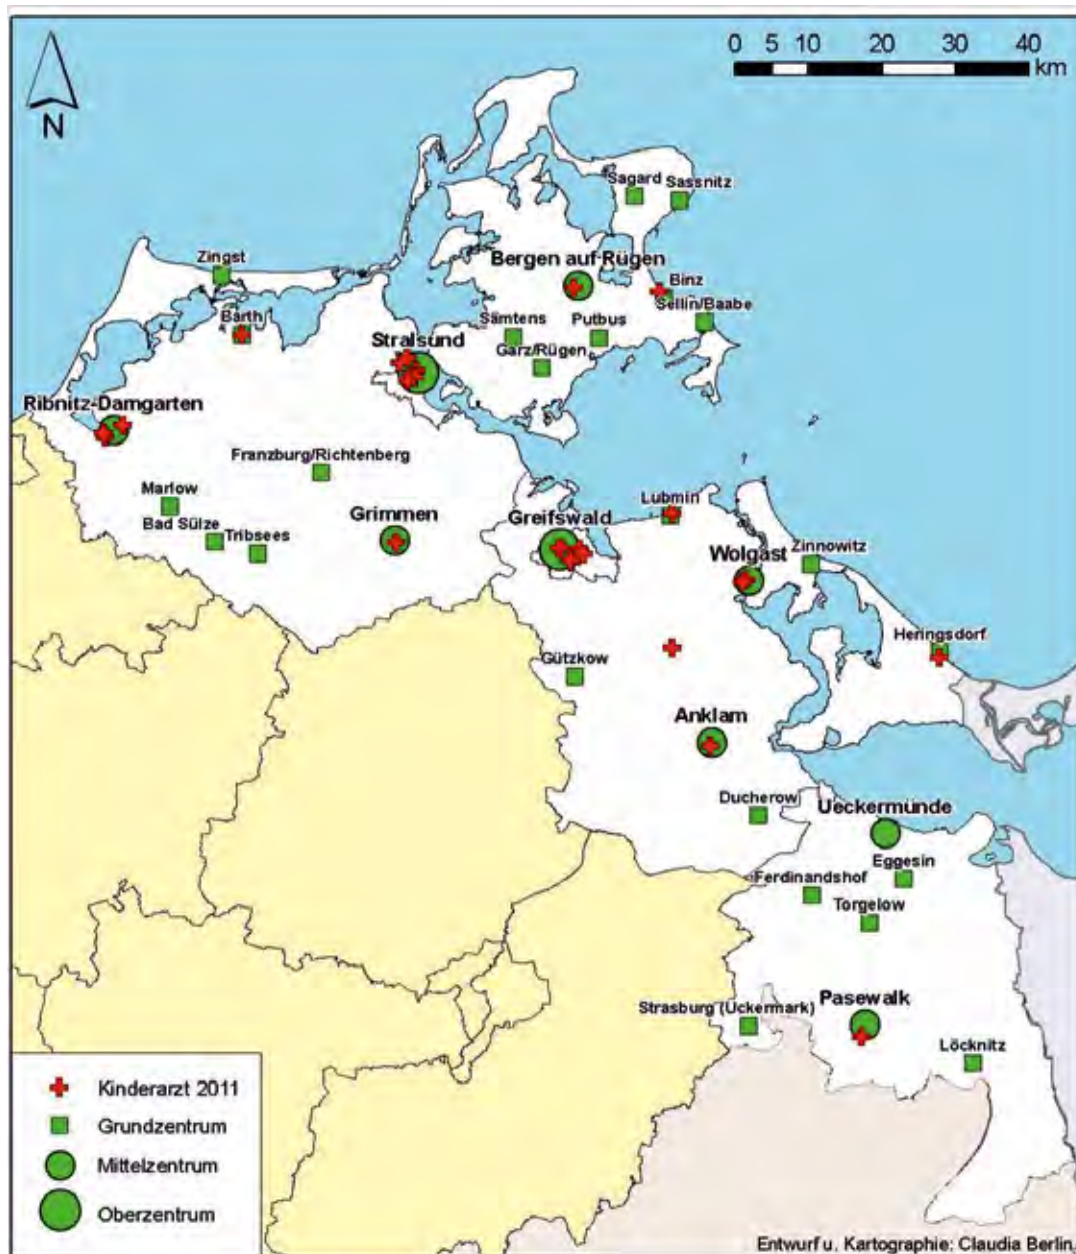 0 5 10 20 30 40
km
N
Sagard
Sassnitz
Zingst
Bergen auf Rügen
Binz
Sellin/Baabe
Barth
Stralsund
Samtens
Putbus
Garz/Rügen
Ribnitz-Damgarten
Franzburg/Richtenberg
Marlow
Lubmin
Bad Sülze
Grimmen
Greifswald
Tribsees
Wolgast
Zinnowitz
Heringsdorf
Gützkow
Anklam
Ducherow
Ueckermünde
Eggesin
Ferdinandshof
Torgelow
Strasburg (Uckermark)
Pasewalk
Löcknitz
Kinderarzt 2011
Grundzentrum
Mittelzentrum
Oberzentrum
Entwurf u. Kartographie: Claudia Berlin